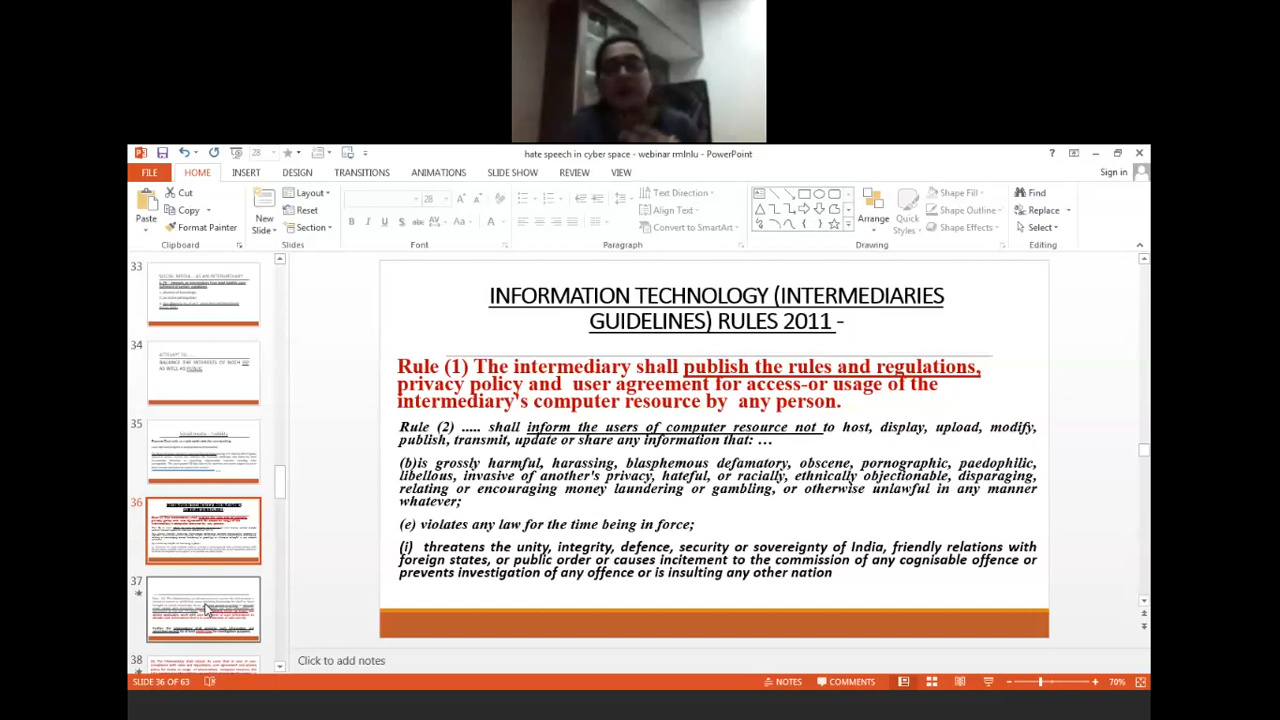 28
hate speech in cyber space - webinar rmlnlu - PowerPoint
?
FILE HOME INSERT DESIGN TRANSITIONS ANIMATIONS SLIDE SHOW REVIEW VIEW
Sign in
Paste
Cut
Copy
Format Painter
Clipboard
New Slide
Layout
Reset
Section
Slides
28
Font
Text Direction
Align Text
Convert to SmartArt
Paragraph
Arrange
Quick Styles
Shape Fill
Shape Outline
Shape Effects
Drawing
Find
Replace
Select
Editing
33
SOCIAL MEDIA - AS AN INTERMEDIARY
34
ATTEMPT TO
35
36
37
38
INFORMATION TECHNOLOGY (INTERMEDIARIES
GUIDELINES) RULES 2011 -
Rule (1) The intermediary shall publish the rules and regulations,
privacy policy and user agreement for access-or usage of the
intermediary's computer resource by any person.
Rule (2) ..... shall inform the users of computer resource not to host, display, upload, modify,
publish, transmit, update or share any information that: …
(b)is grossly harmful, harassing, blasphemous defamatory, obscene, pornographic, paedophilic,
libellous, invasive of another's privacy, hateful, or racially, ethnically objectionable, disparaging,
relating or encouraging money laundering or gambling, or otherwise unlawful in any manner
whatever;
(e) violates any law for the time being in force;
(i) threatens the unity, integrity, defence, security or sovereignty of India, friendly relations with
foreign states, or public order or causes incitement to the commission of any cognisable offence or
prevents investigation of any offence or is insulting any other nation
Click to add notes
SLIDE 36 OF 63
NOTES
COMMENTS
70%